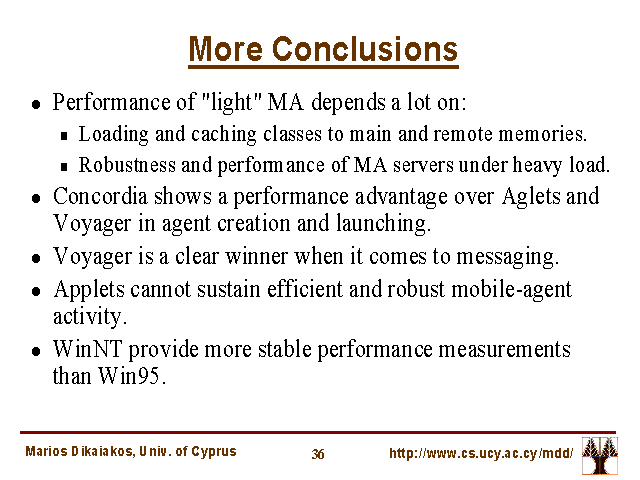 More Conclusions
Performance of "light" MA depends a lot on:
Loading and caching classes to main and remote memories.
Robustness and performance of MA servers under heavy load.
Concordia shows a performance advantage over Aglets and
Voyager in agent creation and launching.
Voyager is a clear winner when it comes to messaging.
Applets cannot sustain efficient and robust mobile-agent
activity.
WinNT provide more stable performance measurements
than Win95.
Marios Dikaiakos, Univ. of Cyprus 36 http://www.cs.ucy.ac.cy/mdd/